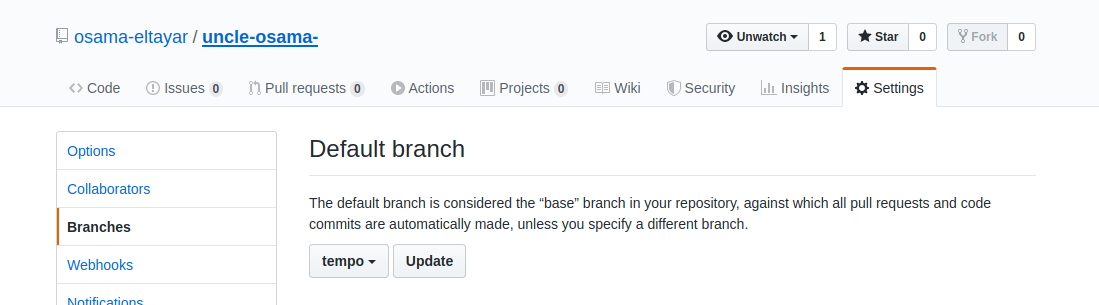 osama-eltayar / uncle-osama-
Unwatch 1 Star 0 Fork 0
Code Issues 0 Pull requests 0 Actions Projects 0 Wiki Security Insights Settings
Options
Collaborators
Branches
Webhooks
Notifications
Default branch
The default branch is considered the “base” branch in your repository, against which all pull requests and code
commits are automatically made, unless you specify a different branch.
tempo Update